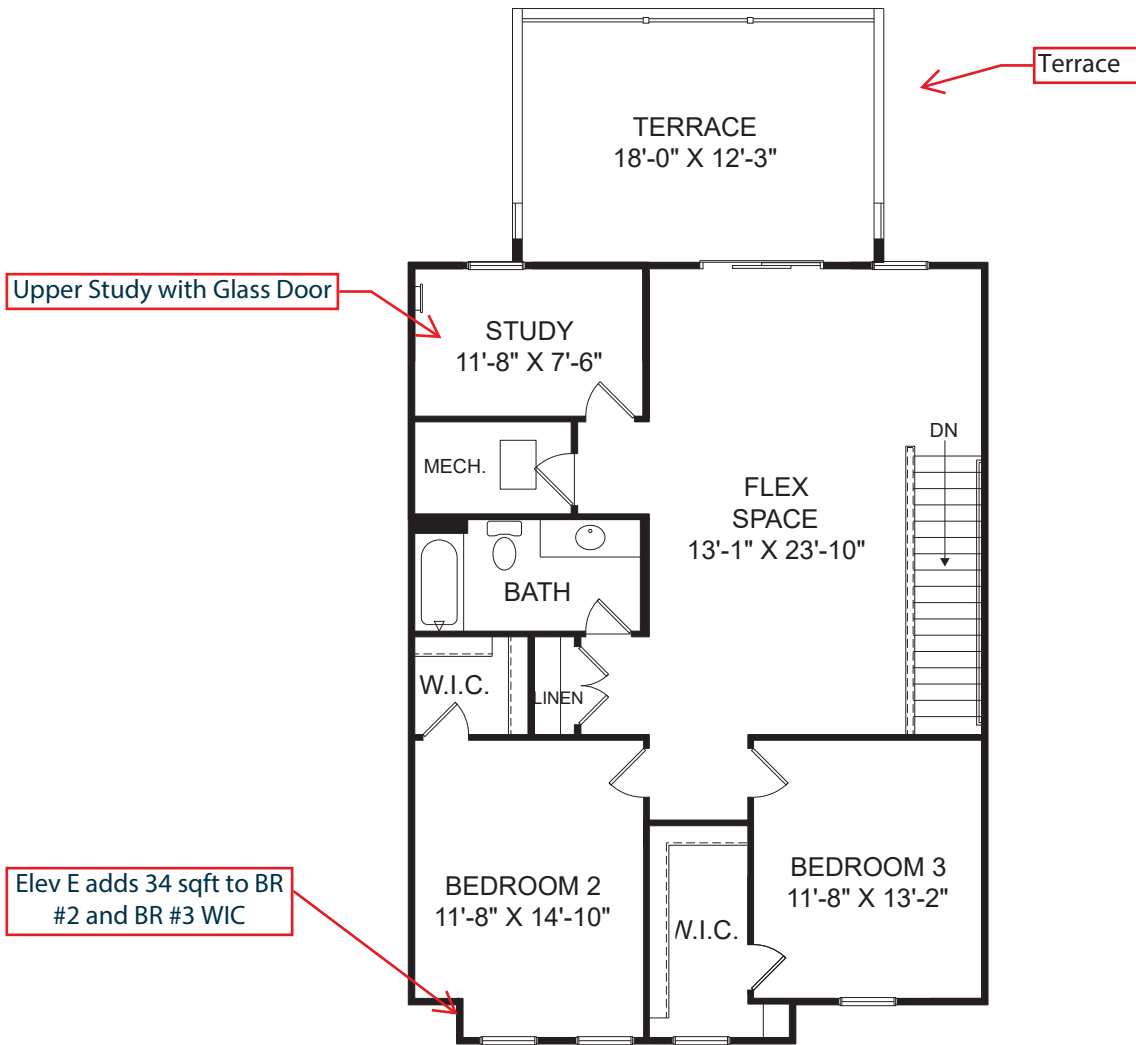 Terrace
TERRACE
18'-0" X 12'-3"
Upper Study with Glass Door
STUDY
11'-8" X 7'-6"
DN
MECH.
FLEX
SPACE
13'-1" X 23'-10"
BATH
W.I.C.
LINEN
Elev E adds 34 sqft to BR
#2 and BR #3 WIC
BEDROOM 2
11'-8" X 14'-10"
BEDROOM 3
11'-8" X 13'-2"
W.I.C.